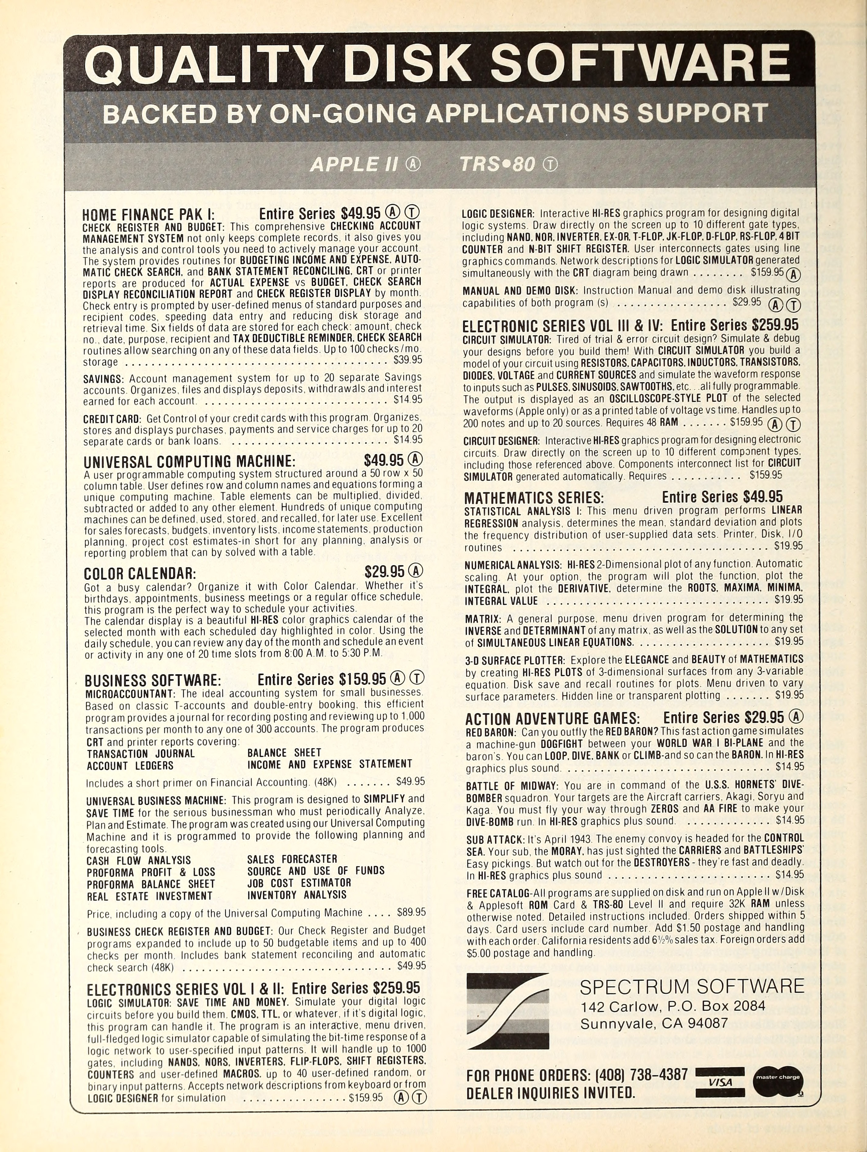 QUALITY DISK SOFTWARE
BACKED BY ON-GOING APPLICATIONS SUPPORT
APPLE II Ⓐ TRS•80 Ⓣ
HOME FINANCE PAK I: Entire Series $49.95 Ⓐ Ⓣ
CHECK REGISTER AND BUDGET: This comprehensive CHECKING ACCOUNT
MANAGEMENT SYSTEM not only keeps complete records, it also gives you
the analysis and control tools you need to actively manage your account.
The system provides routines for BUDGETING INCOME AND EXPENSE, AUTO-
MATIC CHECK SEARCH, and BANK STATEMENT RECONCILING. CRT or printer
reports are produced for ACTUAL EXPENSE vs BUDGET, CHECK SEARCH
DISPLAY RECONCILIATION REPORT and CHECK REGISTER DISPLAY by month.
Check entry is prompted by user-defined menus of standard purposes and
recipient codes, speeding data entry and reducing disk storage and
retrieval time. Six fields of data are stored for each check: amount, check
no., date, purpose, recipient and TAX DEDUCTIBLE REMINDER. CHECK SEARCH
routines allow searching on any of these data fields. Up to 100 checks/mo.
storage . . . . . . . . . . . . . . . . . . . . . . . . . . . . . . . . . . . . . $39.95
SAVINGS: Account management system for up to 20 separate Savings
accounts. Organizes, files and displays deposits, withdrawals and interest
earned for each account. . . . . . . . . . . . . . . . . . . . . . . . $14.95
CREDIT CARD: Get Control of your credit cards with this program. Organizes,
stores and displays purchases, payments and service charges for up to 20
separate cards or bank loans. . . . . . . . . . . . . . . . . . . . . $14.95
UNIVERSAL COMPUTING MACHINE: $49.95 Ⓐ
A user programmable computing system structured around a 50 row x 50
column table. User defines row and column names and equations forming a
unique computing machine. Table elements can be multiplied, divided,
subtracted or added to any other element. Hundreds of unique computing
machines can be defined, used, stored, and recalled, for later use. Excellent
for sales forecasts, budgets, inventory lists, income statements, production
planning, project cost estimates-in short for any planning, analysis or
reporting problem that can by solved with a table.
COLOR CALENDAR: $29.95 Ⓐ
Got a busy calendar? Organize it with Color Calendar. Whether it's
birthdays, appointments, business meetings or a regular office schedule,
this program is the perfect way to schedule your activities.
The calendar display is a beautiful HI-RES color graphics calendar of the
selected month with each scheduled day highlighted in color. Using the
daily schedule, you can review any day of the month and schedule an event
or activity in any one of 20 time slots from 8:00 A.M. to 5:30 P.M.
BUSINESS SOFTWARE: Entire Series $159.95 Ⓐ Ⓣ
MICROACCOUNTANT: The ideal accounting system for small businesses.
Based on classic T-accounts and double-entry booking, this efficient
program provides a journal for recording posting and reviewing up to 1,000
transactions per month to any one of 300 accounts. The program produces
CRT and printer reports covering:
TRANSACTION JOURNAL BALANCE SHEET
ACCOUNT LEDGERS INCOME AND EXPENSE STATEMENT
Includes a short primer on Financial Accounting. (48K) . . . . . . . $49.95
UNIVERSAL BUSINESS MACHINE: This program is designed to SIMPLIFY and
SAVE TIME for the serious businessman who must periodically Analyze,
Plan and Estimate. The program was created using our Universal Computing
Machine and it is programmed to provide the following planning and
forecasting tools.
CASH FLOW ANALYSIS SALES FORECASTER
PROFORMA PROFIT & LOSS SOURCE AND USE OF FUNDS
PROFORMA BALANCE SHEET JOB COST ESTIMATOR
REAL ESTATE INVESTMENT INVENTORY ANALYSIS
Price, including a copy of the Universal Computing Machine . . . . $89.95
BUSINESS CHECK REGISTER AND BUDGET: Our Check Register and Budget
programs expanded to include up to 50 budgetable items and up to 400
checks per month. Includes bank statement reconciling and automatic
check search (48K) . . . . . . . . . . . . . . . . . . . . . . . . . . . . . $49.95
ELECTRONICS SERIES VOL I & II: Entire Series $259.95
LOGIC SIMULATOR: SAVE TIME AND MONEY. Simulate your digital logic
circuits before you build them. CMOS, TTL, or whatever, if it's digital logic,
this program can handle it. The program is an interactive, menu driven,
full-fledged logic simulator capable of simulating the bit-time response of a
logic network to user-specified input patterns. It will handle up to 1000
gates, including NANDS, NORS, INVERTERS, FLIP-FLOPS, SHIFT REGISTERS,
COUNTERS and user-defined MACROS. up to 40 user-defined random, or
binary input patterns. Accepts network descriptions from keyboard or from
LOGIC DESIGNER for simulation . . . . . . . . . . . . . . . . $159.95 Ⓐ Ⓣ
LOGIC DESIGNER: Interactive HI-RES graphics program for designing digital
logic systems. Draw directly on the screen up to 10 different gate types,
including NAND, NOR, INVERTER, EX-OR, T-FLOP, JK-FLOP, D-FLOP, RS-FLOP, 4 BIT
COUNTER and N-BIT SHIFT REGISTER. User interconnects gates using line
graphics commands. Network descriptions for LOGIC SIMULATOR generated
simultaneously with the CRT diagram being drawn . . . . . . . . $159.95 Ⓐ
MANUAL AND DEMO DISK: Instruction Manual and demo disk illustrating
capabilities of both program (s) . . . . . . . . . . . . . . . . $29.95 Ⓐ Ⓣ
ELECTRONIC SERIES VOL III & IV: Entire Series $259.95
CIRCUIT SIMULATOR: Tired of trial & error circuit design? Simulate & debug
your designs before you build them! With CIRCUIT SIMULATOR you build a
model of your circuit using RESISTORS, CAPACITORS, INDUCTORS, TRANSISTORS,
DIODES, VOLTAGE and CURRENT SOURCES and simulate the waveform response
to inputs such as PULSES, SINUSOIDS, SAWTOOTHS, etc. . .all fully programmable.
The output is displayed as an OSCILLOSCOPE-STYLE PLOT of the selected
waveforms (Apple only) or as a printed table of voltage vs time. Handles up to
200 notes and up to 20 sources. Requires 48 RAM . . . . . . . $159.95 Ⓐ Ⓣ
CIRCUIT DESIGNER: Interactive HI-RES graphics program for designing electronic
circuits. Draw directly on the screen up to 10 different component types,
including those referenced above. Components interconnect list for CIRCUIT
SIMULATOR generated automatically. Requires . . . . . . . . . . . $159.95
MATHEMATICS SERIES: Entire Series $49.95
STATISTICAL ANALYSIS I: This menu driven program performs LINEAR
REGRESSION analysis, determines the mean, standard deviation and plots
the frequency distribution of user-supplied data sets. Printer, Disk, I/O
routines . . . . . . . . . . . . . . . . . . . . . . . . . . . . . . . . . . . . $19.95
NUMERICAL ANALYSIS: HI-RES 2-Dimensional plot of any function. Automatic
scaling. At your option, the program will plot the function, plot the
INTEGRAL, plot the DERIVATIVE, determine the ROOTS, MAXIMA, MINIMA,
INTEGRAL VALUE . . . . . . . . . . . . . . . . . . . . . . . . . . . . . . . $19.95
MATRIX: A general purpose, menu driven program for determining the
INVERSE and DETERMINANT of any matrix, as well as the SOLUTION to any set
of SIMULTANEOUS LINEAR EQUATIONS. . . . . . . . . . . . . . . . . . . $19.95
3-D SURFACE PLOTTER: Explore the ELEGANCE and BEAUTY of MATHEMATICS
by creating HI-RES PLOTS of 3-dimensional surfaces from any 3-variable
equation. Disk save and recall routines for plots. Menu driven to vary
surface parameters. Hidden line or transparent plotting . . . . . . . $19.95
ACTION ADVENTURE GAMES: Entire Series $29.95 Ⓐ
RED BARON: Can you outfly the RED BARON? This fast action game simulates
a machine-gun DOGFIGHT between your WORLD WAR I BI-PLANE and the
baron's. You can LOOP, DIVE, BANK or CLIMB-and so can the BARON. In HI-RES
graphics plus sound. . . . . . . . . . . . . . . . . . . . . . . . . . . . . $14.95
BATTLE OF MIDWAY: You are in command of the U.S.S. HORNETS' DIVE-
BOMBER squadron. Your targets are the Aircraft carriers, Akagi, Soryu and
Kaga. You must fly your way through ZEROS and AA FIRE to make your
DIVE-BOMB run. In HI-RES graphics plus sound. . . . . . . . . . . . . . $14.95
SUB ATTACK: It's April 1943. The enemy convoy is headed for the CONTROL
SEA. Your sub, the MORAY, has just sighted the CARRIERS and BATTLESHIPS'
Easy pickings. But watch out for the DESTROYERS - they're fast and deadly.
In HI-RES graphics plus sound . . . . . . . . . . . . . . . . . . . . . . . $14.95
FREE CATALOG-All programs are supplied on disk and run on Apple II w/Disk
& Applesoft ROM Card & TRS-80 Level II and require 32K RAM unless
otherwise noted. Detailed instructions included. Orders shipped within 5
days. Card users include card number. Add $1.50 postage and handling
with each order. California residents add 6½% sales tax. Foreign orders add
$5.00 postage and handling.
SPECTRUM SOFTWARE
142 Carlow, P.O. Box 2084
Sunnyvale, CA 94087
FOR PHONE ORDERS: (408) 738-4387
DEALER INQUIRIES INVITED.
VISA
master charge